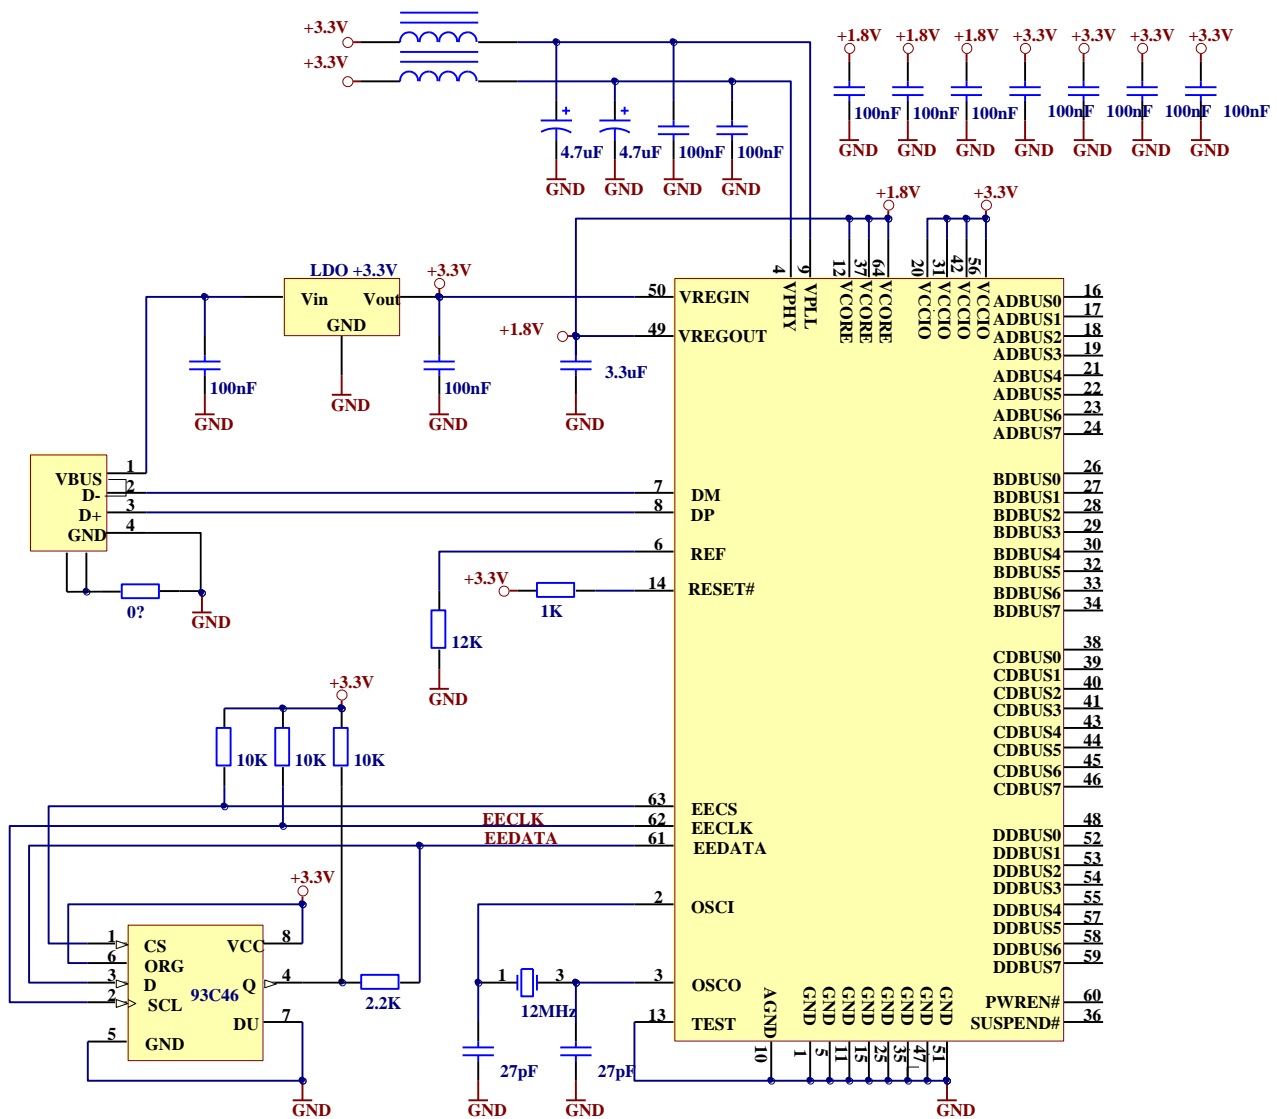 +3.3V
+3.3V
4.7uF
4.7uF
100nF
100nF
GND
GND
GND
GND
+1.8V
+1.8V
+1.8V
+3.3V
+3.3V
+3.3V
+3.3V
100nF
100nF
100nF
100nF
100nF
100nF
100nF
GND
GND
GND
GND
GND
GND
GND
+1.8V
+3.3V
LDO +3.3V
Vin
Vout
GND
+3.3V
100nF
GND
GND
100nF
GND
+1.8V
3.3uF
GND
VBUS
D-
D+
GND
1
2
3
4
0?
GND
12K
GND
+3.3V
1K
+3.3V
10K
10K
10K
EECLK
EEDATA
+3.3V
93C46
1
CS
6
ORG
3
D
2
SCL
5
GND
VCC
8
Q
4
DU
7
2.2K
GND
1
3
12MHz
27pF
27pF
GND
GND
4
VPHY
9
VPLL
12
VCORE
37
VCORE
64
VCORE
20
VCCIO
31
VCCIO
42
VCCIO
56
VCCIO
50
VREGIN
49
VREGOUT
7
DM
8
DP
6
REF
14
RESET#
63
EECS
62
EECLK
61
EEDATA
2
OSCI
3
OSCO
13
TEST
ADBUS0
16
ADBUS1
17
ADBUS2
18
ADBUS3
19
ADBUS4
21
ADBUS5
22
ADBUS6
23
ADBUS7
24
BDBUS0
26
BDBUS1
27
BDBUS2
28
BDBUS3
29
BDBUS4
30
BDBUS5
32
BDBUS6
33
BDBUS7
34
CDBUS0
38
CDBUS1
39
CDBUS2
40
CDBUS3
41
CDBUS4
43
CDBUS5
44
CDBUS6
45
CDBUS7
46
DDBUS0
48
DDBUS1
52
DDBUS2
53
DDBUS3
54
DDBUS4
55
DDBUS5
57
DDBUS6
58
DDBUS7
59
PWREN#
60
SUSPEND#
36
AGND
10
GND
1
GND
5
GND
11
GND
15
GND
25
GND
35
GND
47
GND
51
GND